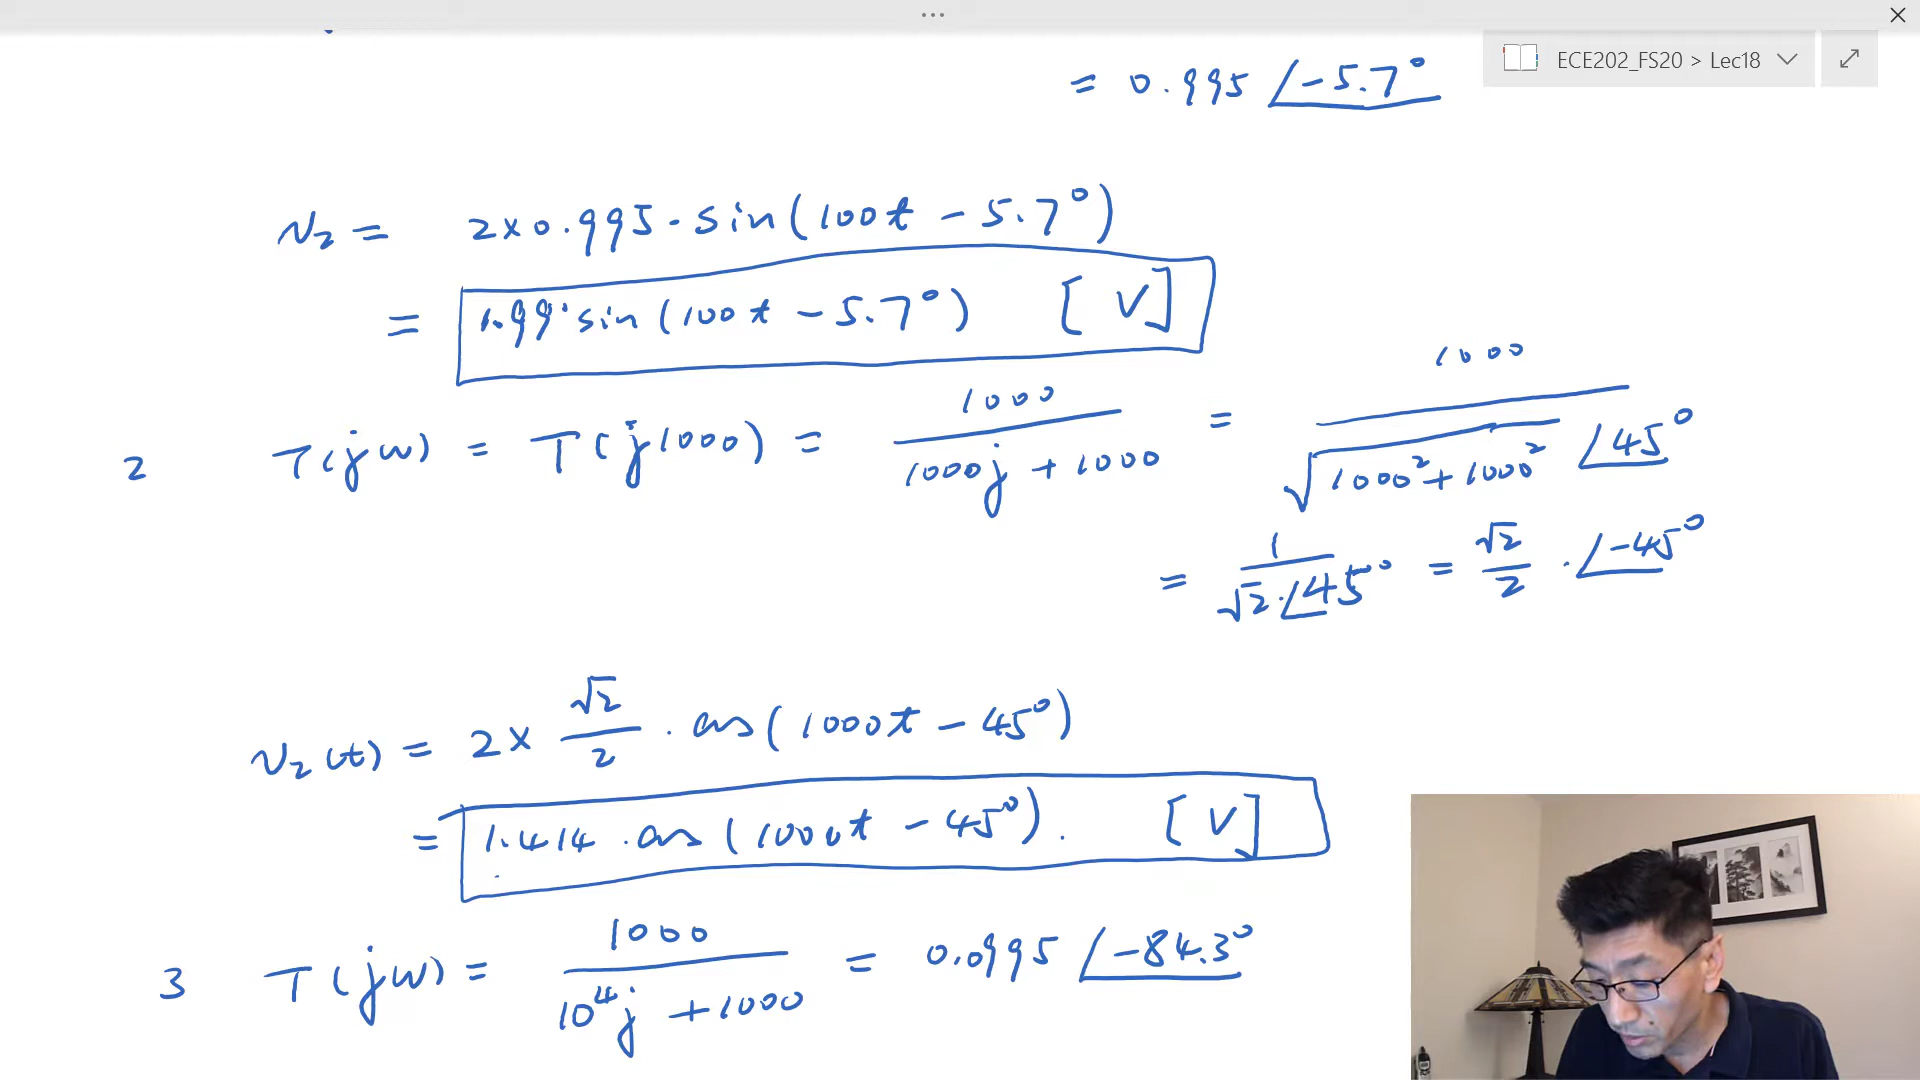 ECE202_FS20 > Lec18
= 0.995 ∠-5.7°
v₂ = 2×0.995·sin(100t - 5.7°)
= 1.99·sin(100t - 5.7°) [V]
2 T(jω) = T(j1000) = 1000/(1000j + 1000) = 1000/(√(1000² + 1000²) ∠45°)
= 1/(√2·∠45°) = √2/2 · ∠-45°
v₂(t) = 2× √2/2 · cos(1000t - 45°)
= 1.414 · cos(1000t - 45°). [V]
3 T(jω) = 1000/(10⁴j + 1000) = 0.0995 ∠-84.3°